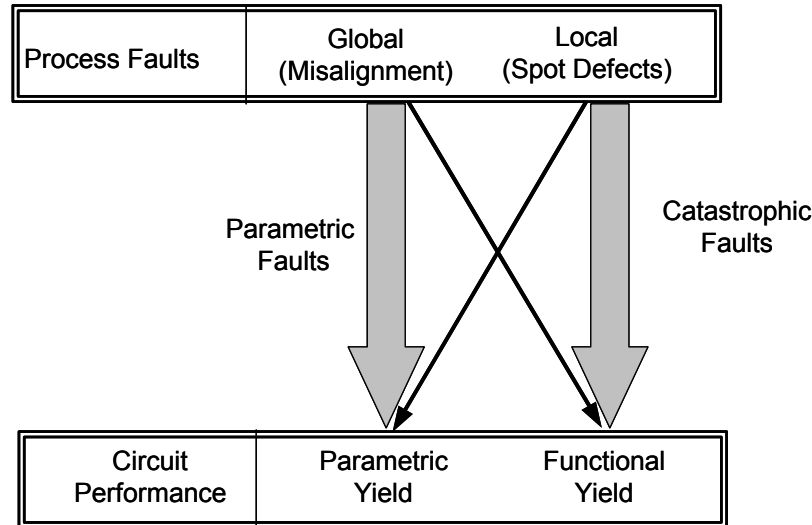 Process Faults
Global
(Misalignment)
Local
(Spot Defects)
Parametric
Faults
Catastrophic
Faults
Circuit
Performance
Parametric
Yield
Functional
Yield